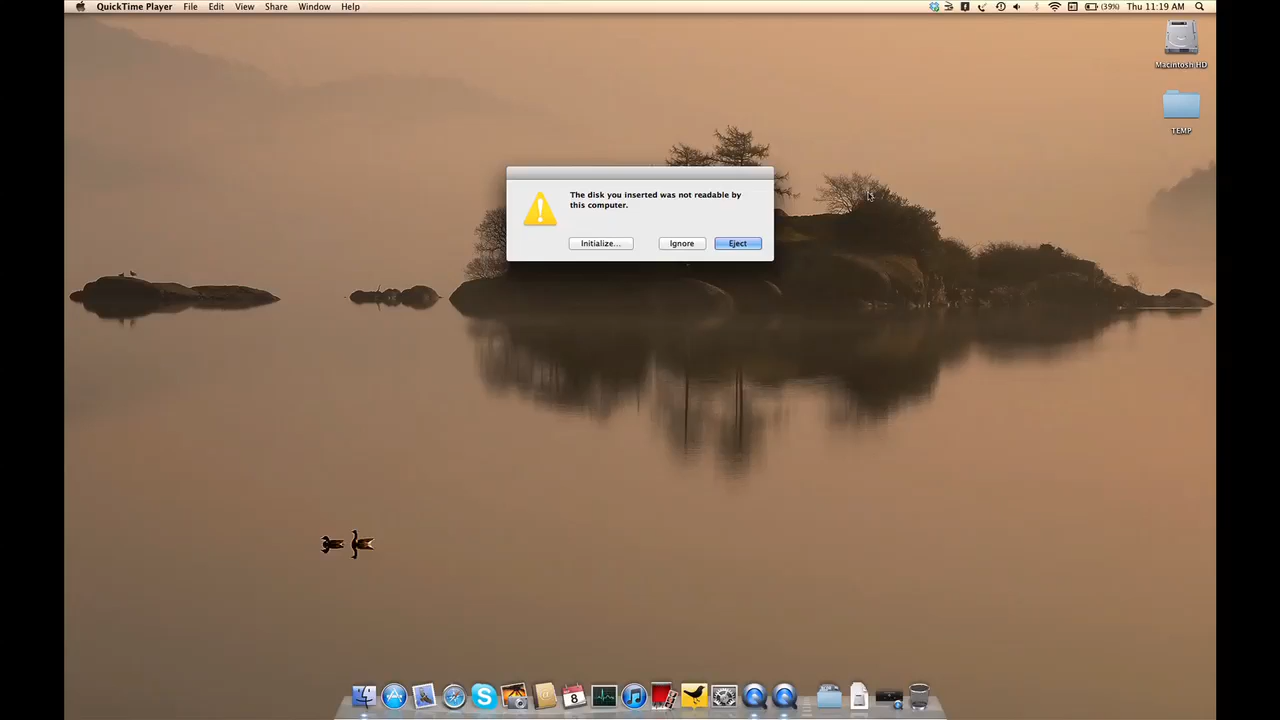 QuickTime Player File Edit View Share Window Help (39%) Thu 11:19 AM
Macintosh HD
TEMP
The disk you inserted was not readable by
this computer.
Initialize... Ignore Eject
8